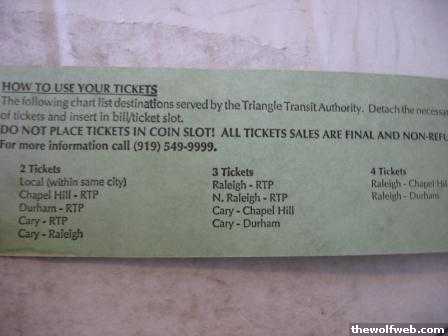 HOW TO USE YOUR TICKETS
The following chart list destinations served by the Triangle Transit Authority. Detach the
of tickets and insert in bill/ticket slot.
DO NOT PLACE TICKETS IN COIN SLOT! ALL TICKETS SALES ARE FINAL AND
For more information call (919) 549-9999.
2 Tickets
Local (within same city)
Chapel Hill - RTP
Durham - RTP
Cary - RTP
Cary - Raleigh
3 Tickets
Raleigh - RTP
N. Raleigh - RTP
Cary - Chapel Hill
Cary - Durham
4 Tickets
Raleigh - Chapel Hill
Raleigh - Durham
thewolfweb.com